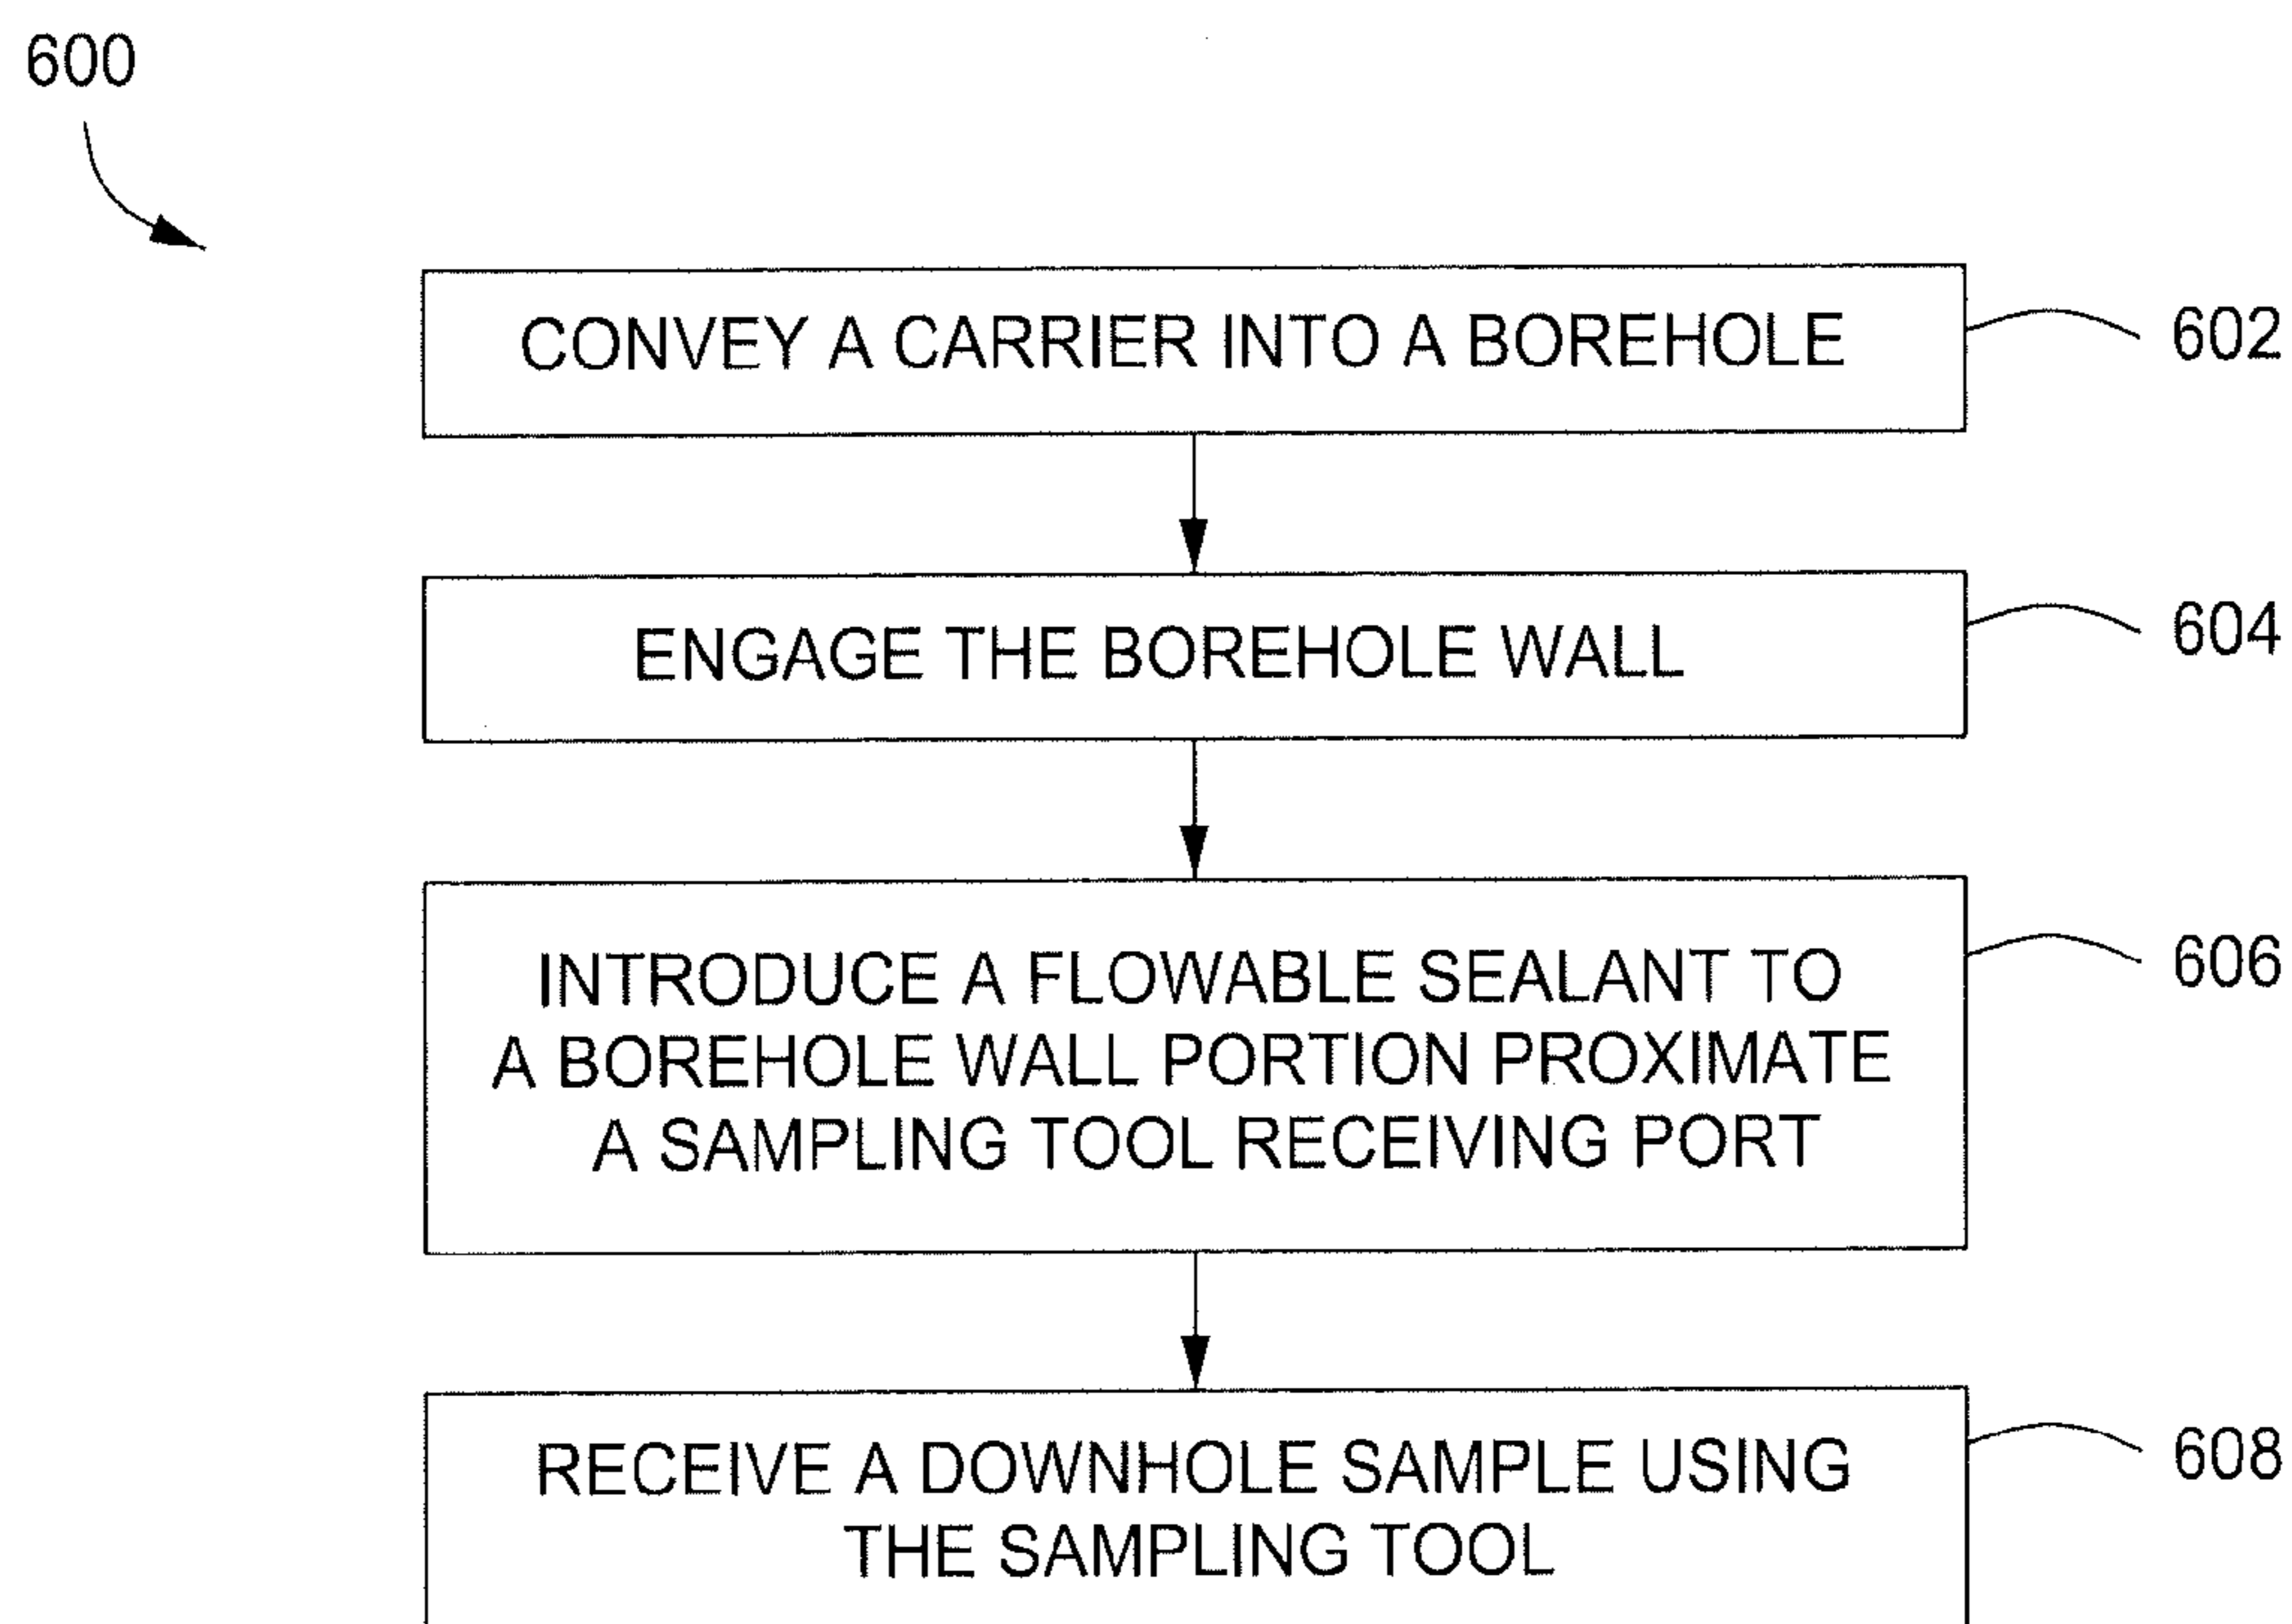 600
CONVEY A CARRIER INTO A BOREHOLE
602
ENGAGE THE BOREHOLE WALL
604
INTRODUCE A FLOWABLE SEALANT TO
A BOREHOLE WALL PORTION PROXIMATE
A SAMPLING TOOL RECEIVING PORT
606
RECEIVE A DOWNHOLE SAMPLE USING
THE SAMPLING TOOL
608